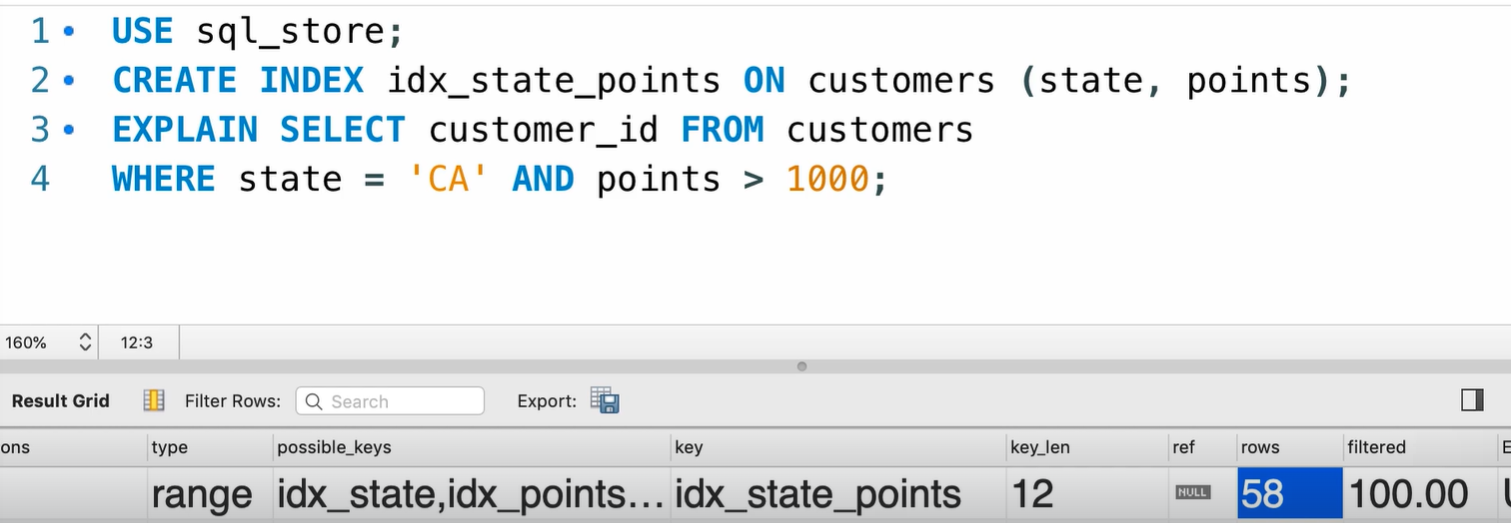 1 USE sql_store;
2 CREATE INDEX idx_state_points ON customers (state, points);
3 EXPLAIN SELECT customer_id FROM customers
4 WHERE state = 'CA' AND points > 1000;
160% 12:3
Result Grid Filter Rows: Search Export:
ons type possible_keys key key_len ref rows filtered
range idx_state,idx_points... idx_state_points 12 NULL 58 100.00